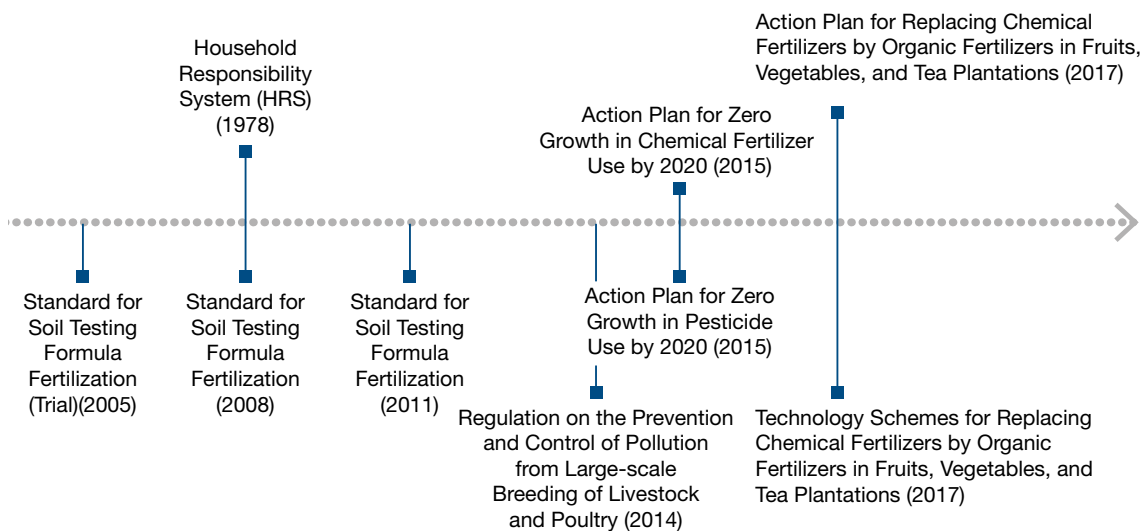 Household
Responsibility
System (HRS)
(1978)
Action Plan for Zero
Growth in Chemical Fertilizer
Use by 2020 (2015)
Action Plan for Replacing Chemical
Fertilizers by Organic Fertilizers in Fruits,
Vegetables, and Tea Plantations (2017)
Standard for
Soil Testing
Formula
Fertilization
(Trial)(2005)
Standard for
Soil Testing
Formula
Fertilization
(2008)
Standard for
Soil Testing
Formula
Fertilization
(2011)
Action Plan for Zero
Growth in Pesticide
Use by 2020 (2015)
Regulation on the Prevention
and Control of Pollution
from Large-scale
Breeding of Livestock
and Poultry (2014)
Technology Schemes for Replacing
Chemical Fertilizers by Organic
Fertilizers in Fruits, Vegetables, and
Tea Plantations (2017)